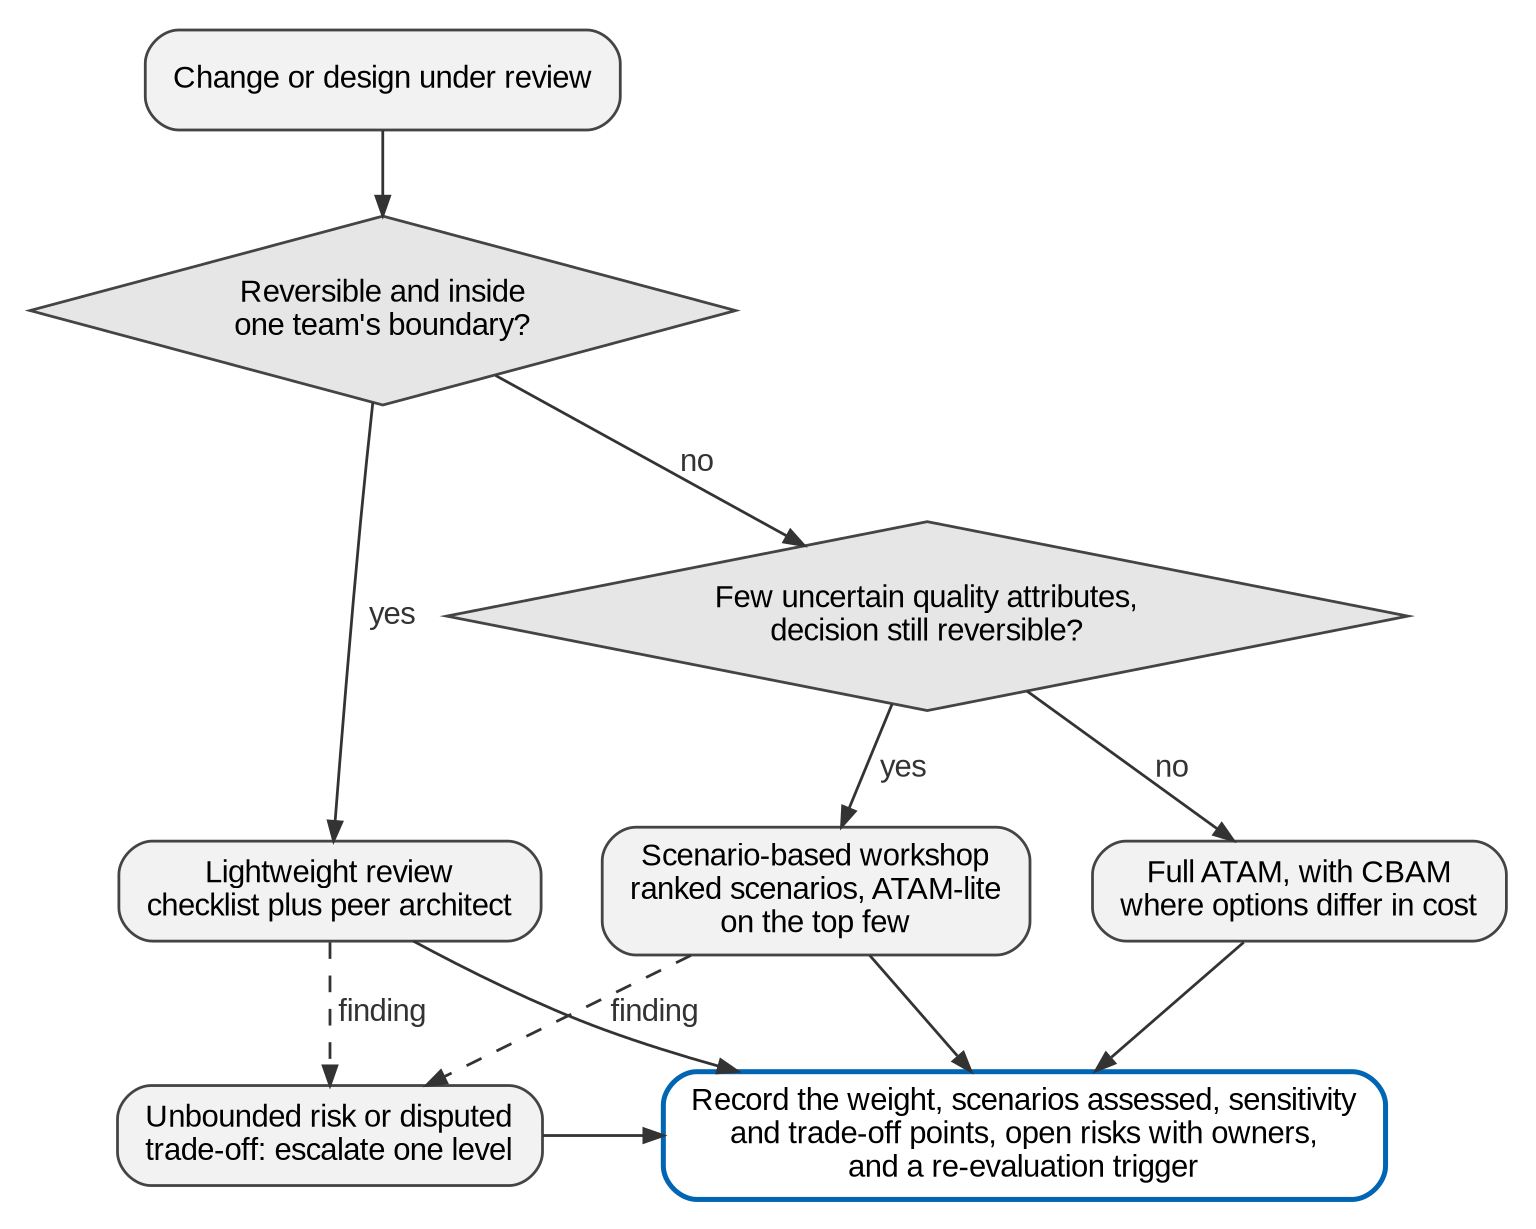 Change or design under review
Reversible and inside
one team's boundary?
no
yes
Few uncertain quality attributes,
decision still reversible?
yes
no
Lightweight review
checklist plus peer architect
Scenario-based workshop
ranked scenarios, ATAM-lite
on the top few
Full ATAM, with CBAM
where options differ in cost
finding
finding
Unbounded risk or disputed
trade-off: escalate one level
Record the weight, scenarios assessed, sensitivity
and trade-off points, open risks with owners,
and a re-evaluation trigger